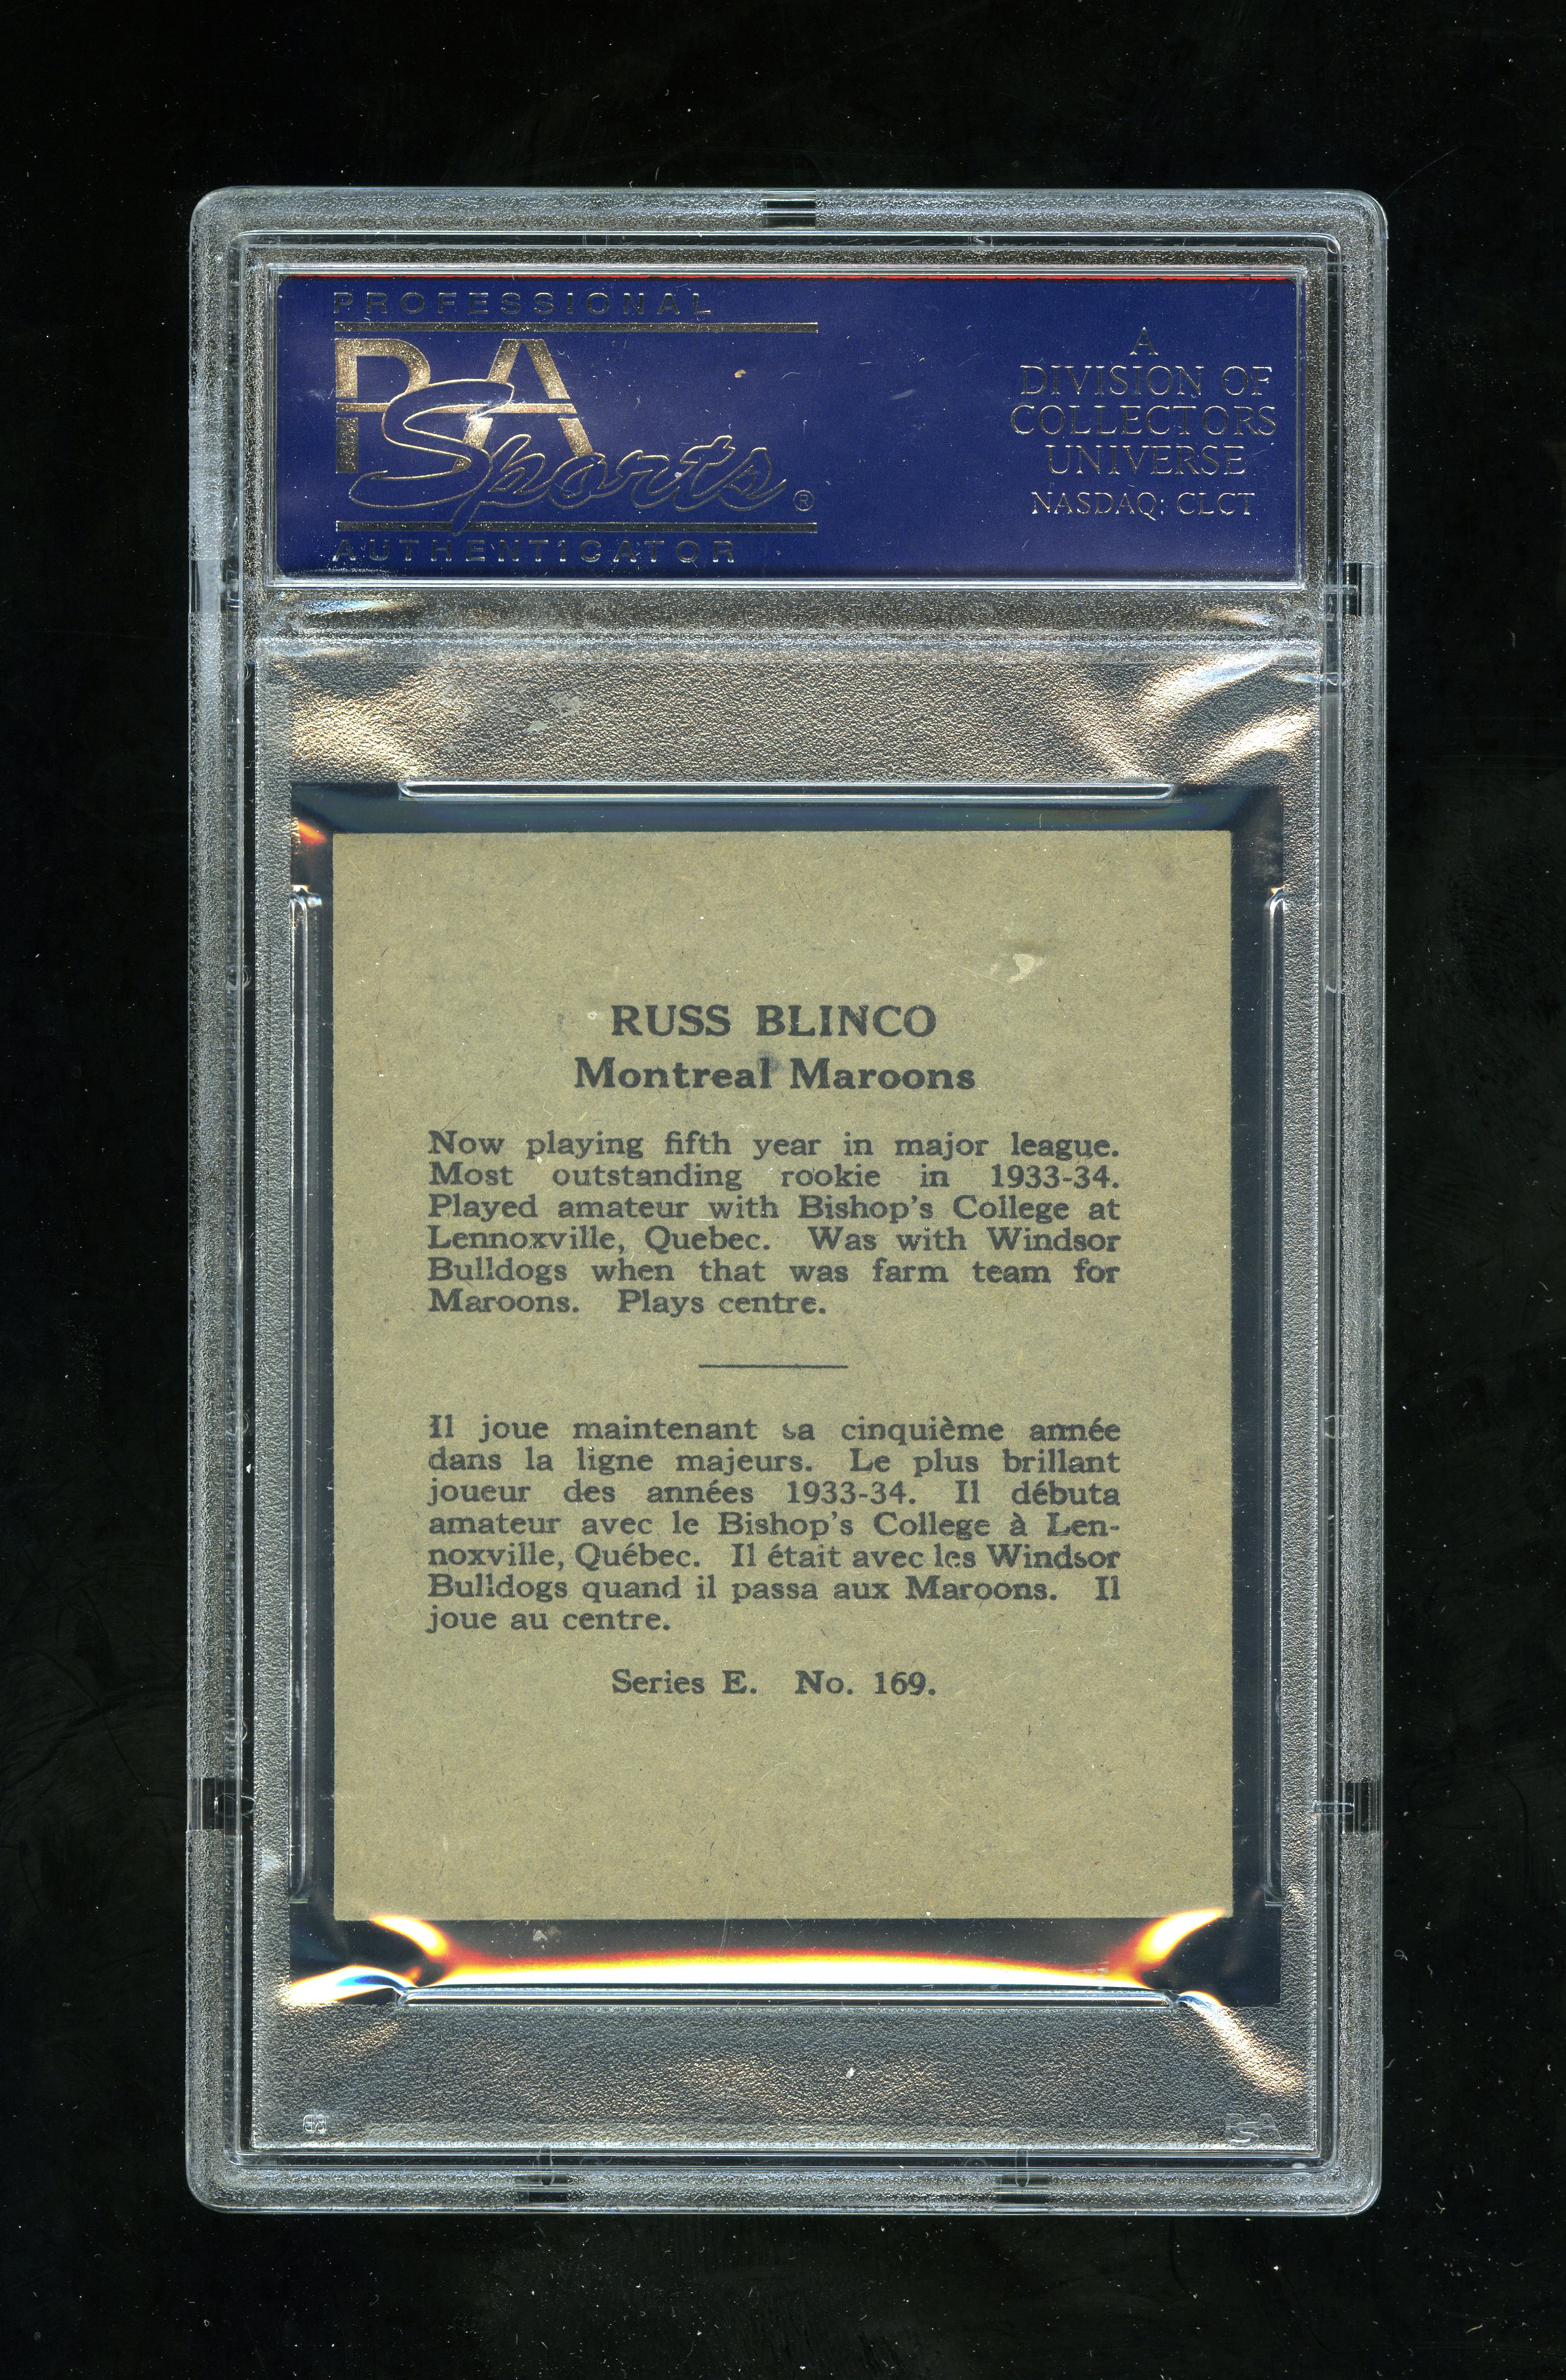 PROFESSIONAL
PSA
Sports®
AUTHENTICATOR
A
DIVISION OF
COLLECTORS
UNIVERSE
NASDAQ: CLCT
RUSS BLINCO
Montreal Maroons
Now playing fifth year in major league.
Most outstanding rookie in 1933-34.
Played amateur with Bishop's College at
Lennoxville, Quebec. Was with Windsor
Bulldogs when that was farm team for
Maroons. Plays centre.
Il joue maintenant sa cinquième année
dans la ligne majeurs. Le plus brillant
joueur des années 1933-34. Il débuta
amateur avec le Bishop's College à Len-
noxville, Québec. Il était avec les Windsor
Bulldogs quand il passa aux Maroons. Il
joue au centre.
Series E. No. 169.
PSA